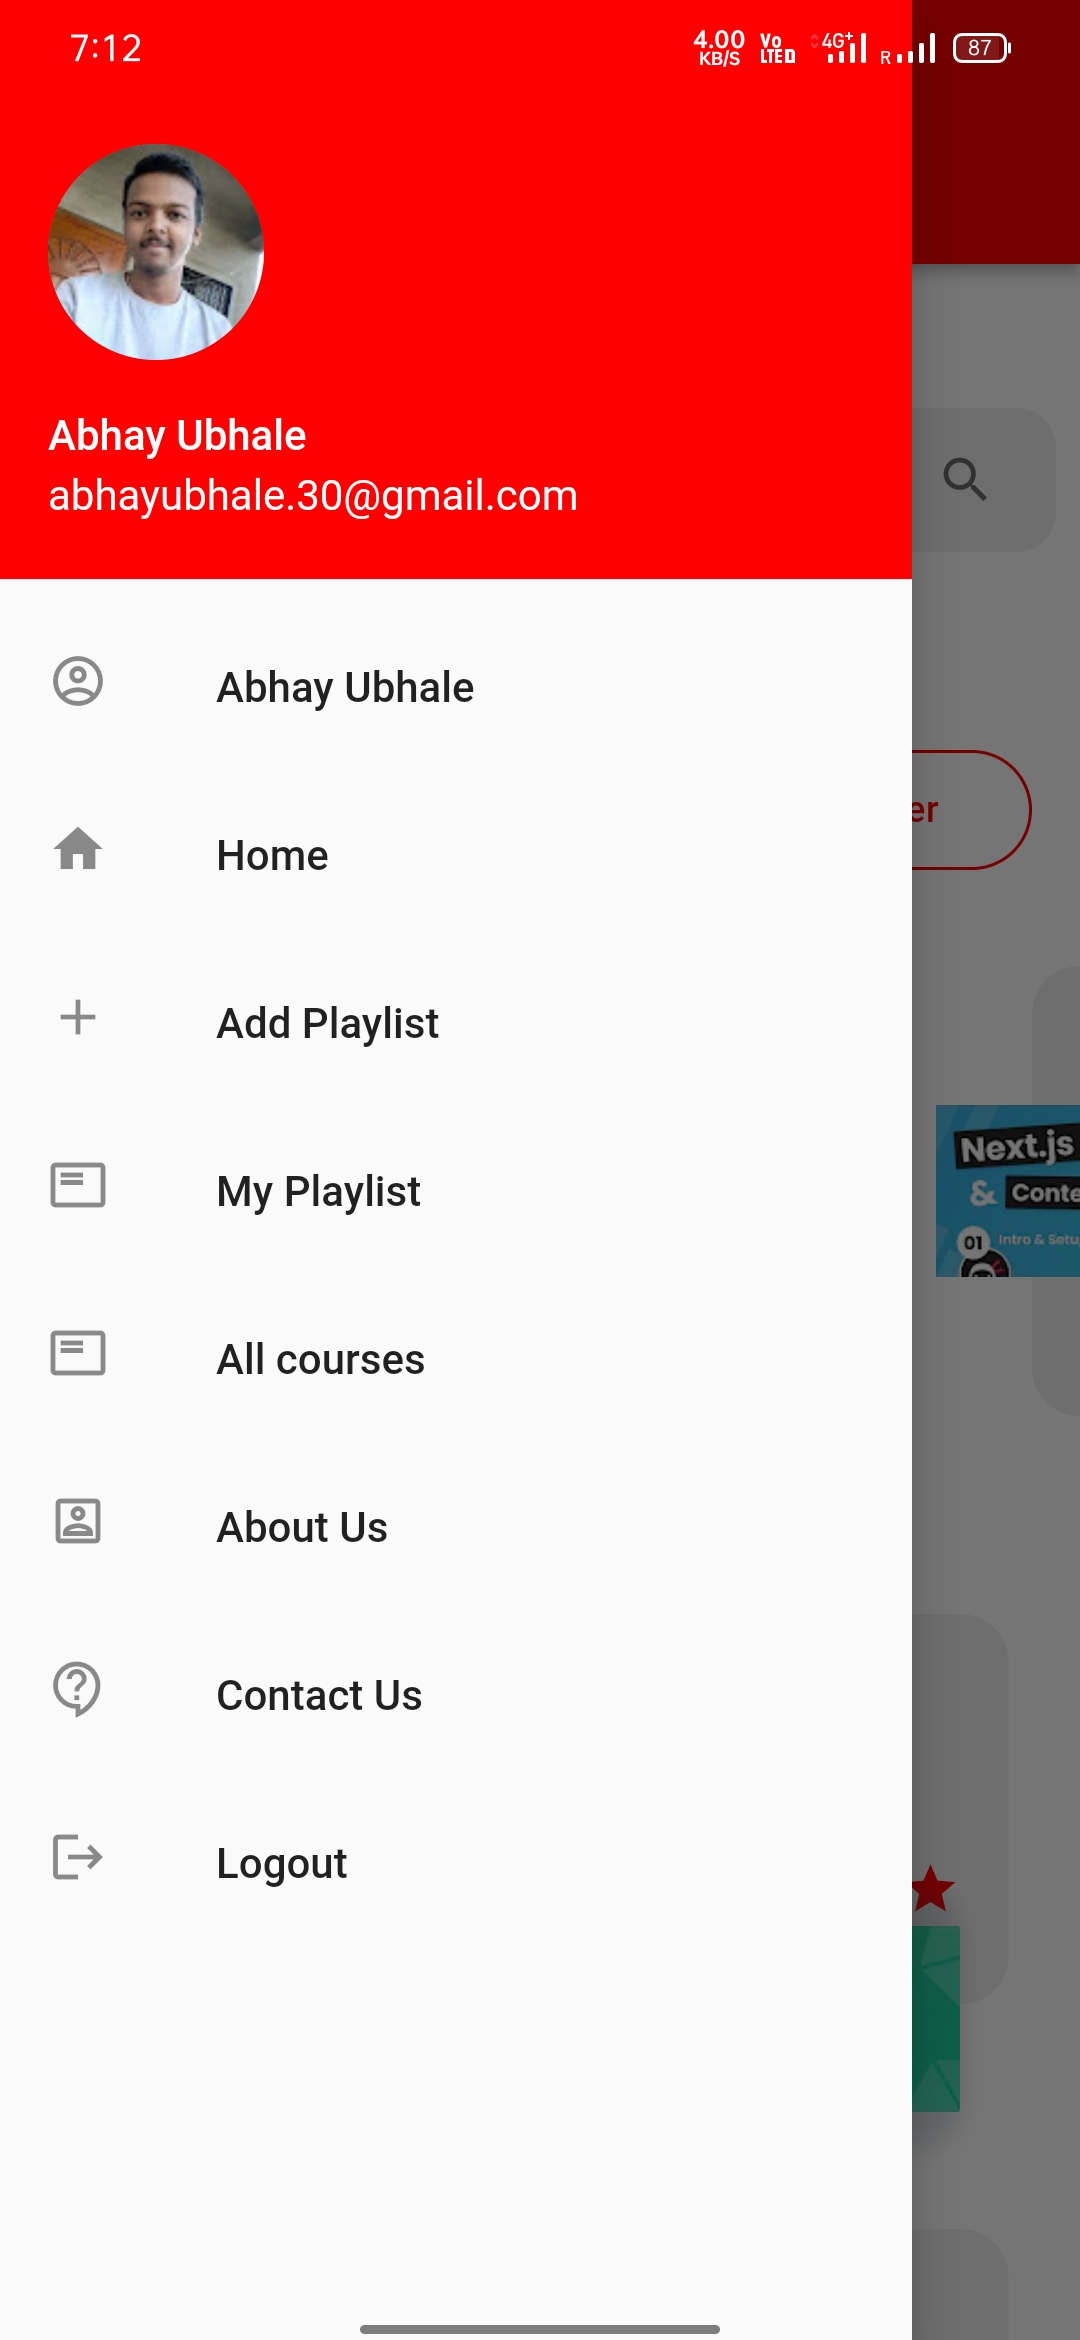 7:12
4.00 KB/S
Vo LTE
4G+
R
87
Abhay Ubhale
abhayubhale.30@gmail.com
Abhay Ubhale
Home
er
Add Playlist
My Playlist
Next.js
& Conte
01 Intro & Setu
All courses
About Us
Contact Us
Logout